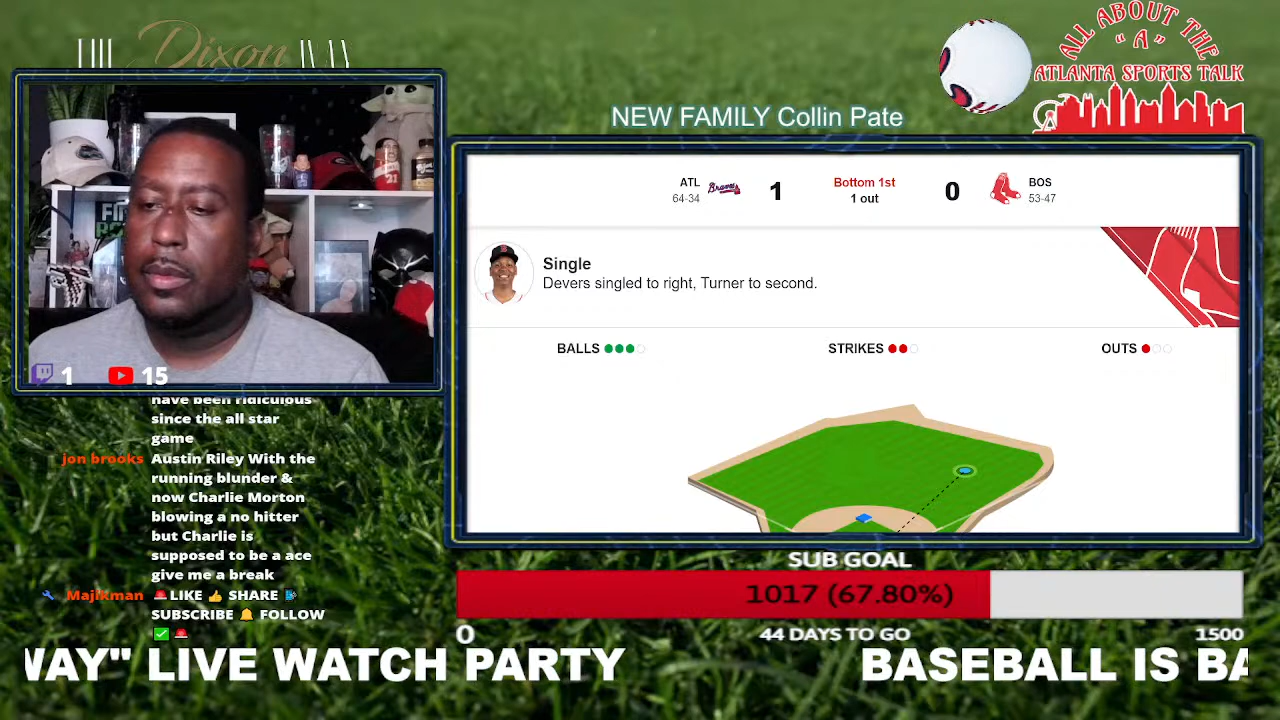 Dixon
ALL ABOUT THE
"A"
ATLANTA SPORTS TALK
NEW FAMILY Collin Pate
ATL
64-34
Braves
1
Bottom 1st
1 out
0
BOS
53-47
Single
Devers singled to right, Turner to second.
BALLS
STRIKES
OUTS
21
1
15
have been ridiculous
since the all star
game
jon brooks Austin Riley With the
running blunder &
now Charlie Morton
blowing a no hitter
but Charlie is
supposed to be a ace
give me a break
Majikman 🚨LIKE 👍 SHARE
SUBSCRIBE 🔔 FOLLOW
✅ 🚨
SUB GOAL
1017 (67.80%)
0
44 DAYS TO GO
1500
WAY" LIVE WATCH PARTY
BASEBALL IS BA